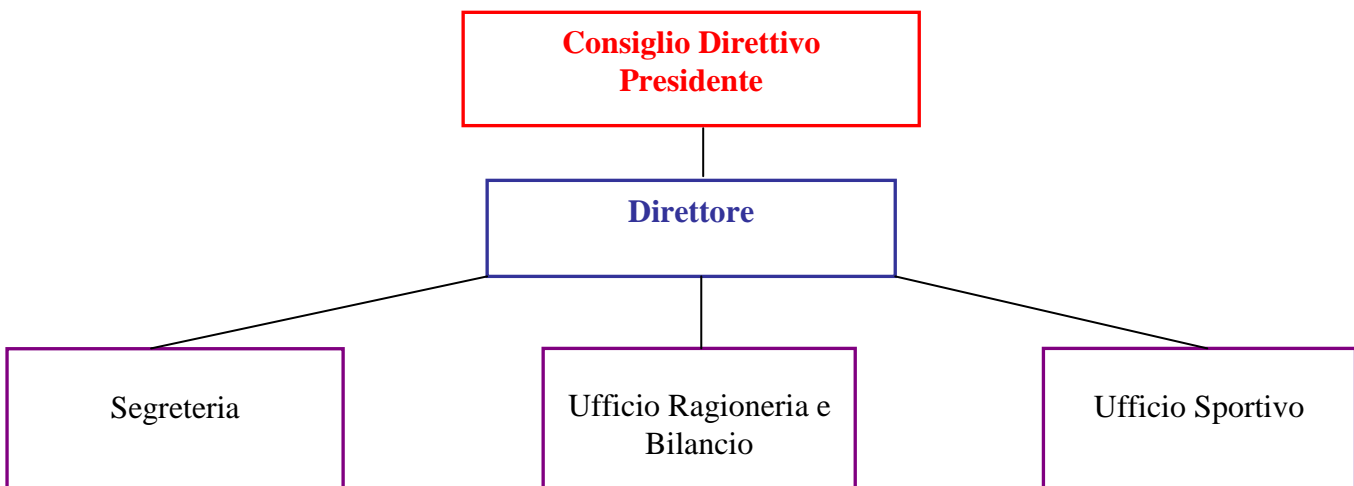 Consiglio Direttivo
Presidente
Direttore
Segreteria
Ufficio Ragioneria e
Bilancio
Ufficio Sportivo